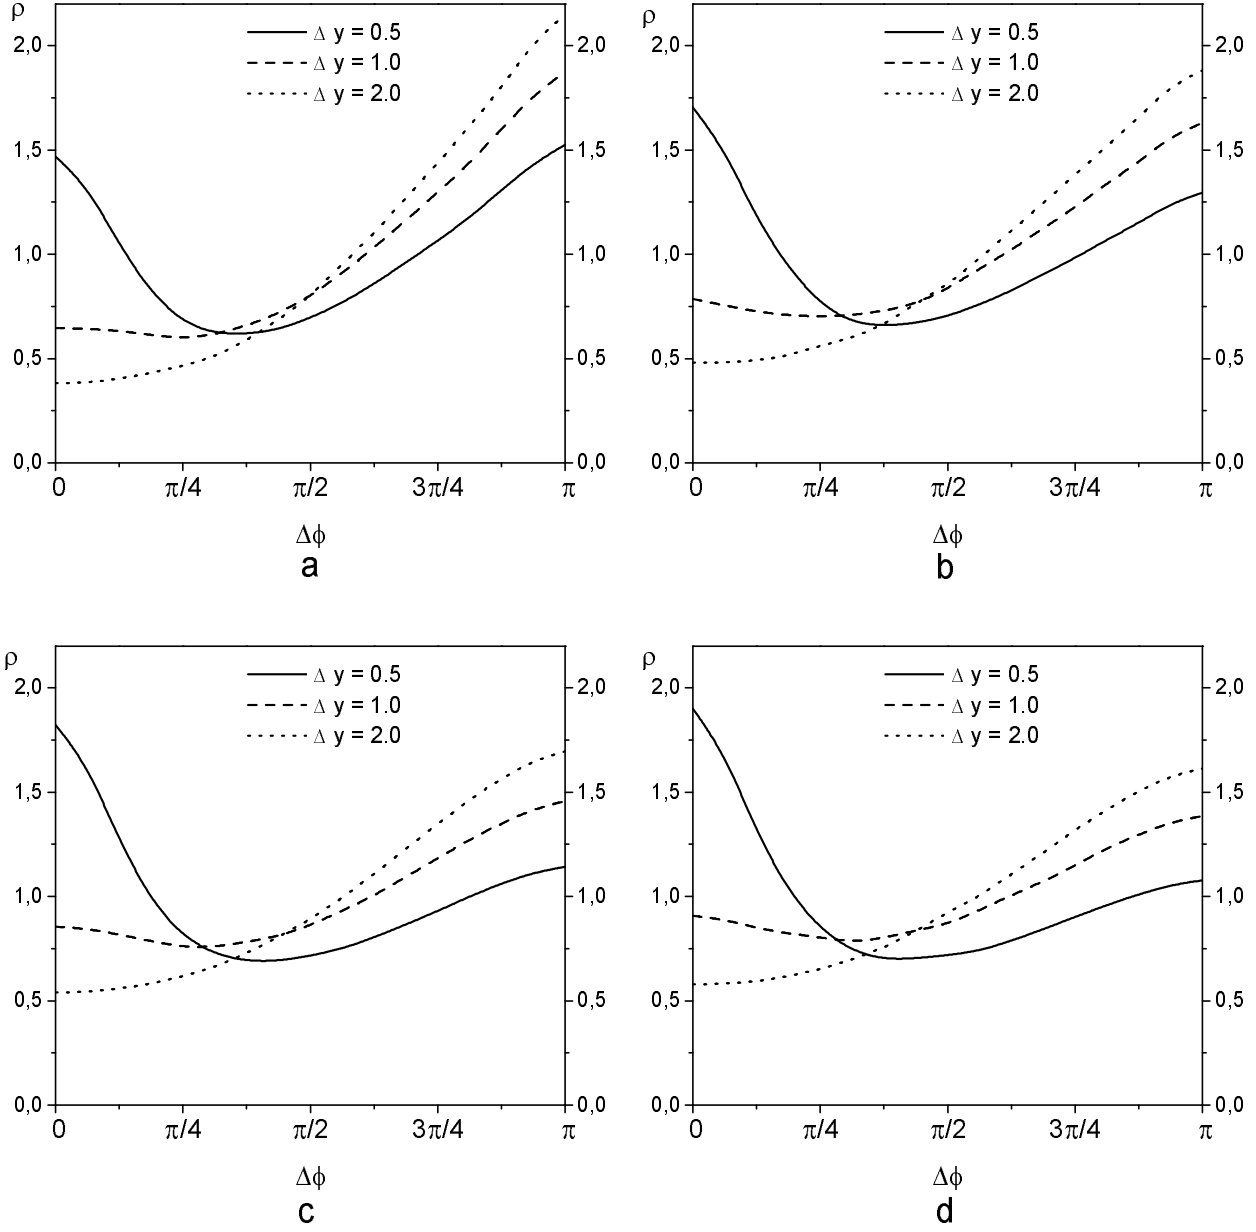 ρ
Δ y = 0.5
Δ y = 1.0
Δ y = 2.0
2,0 2,0
1,5 1,5
1,0 1,0
0,5 0,5
0,0 0,0
0 π/4 π/2 3π/4 π
Δϕ
a
ρ
Δ y = 0.5
Δ y = 1.0
Δ y = 2.0
2,0 2,0
1,5 1,5
1,0 1,0
0,5 0,5
0,0 0,0
0 π/4 π/2 3π/4 π
Δϕ
b
ρ
Δ y = 0.5
Δ y = 1.0
Δ y = 2.0
2,0 2,0
1,5 1,5
1,0 1,0
0,5 0,5
0,0 0,0
0 π/4 π/2 3π/4 π
Δϕ
c
ρ
Δ y = 0.5
Δ y = 1.0
Δ y = 2.0
2,0 2,0
1,5 1,5
1,0 1,0
0,5 0,5
0,0 0,0
0 π/4 π/2 3π/4 π
Δϕ
d